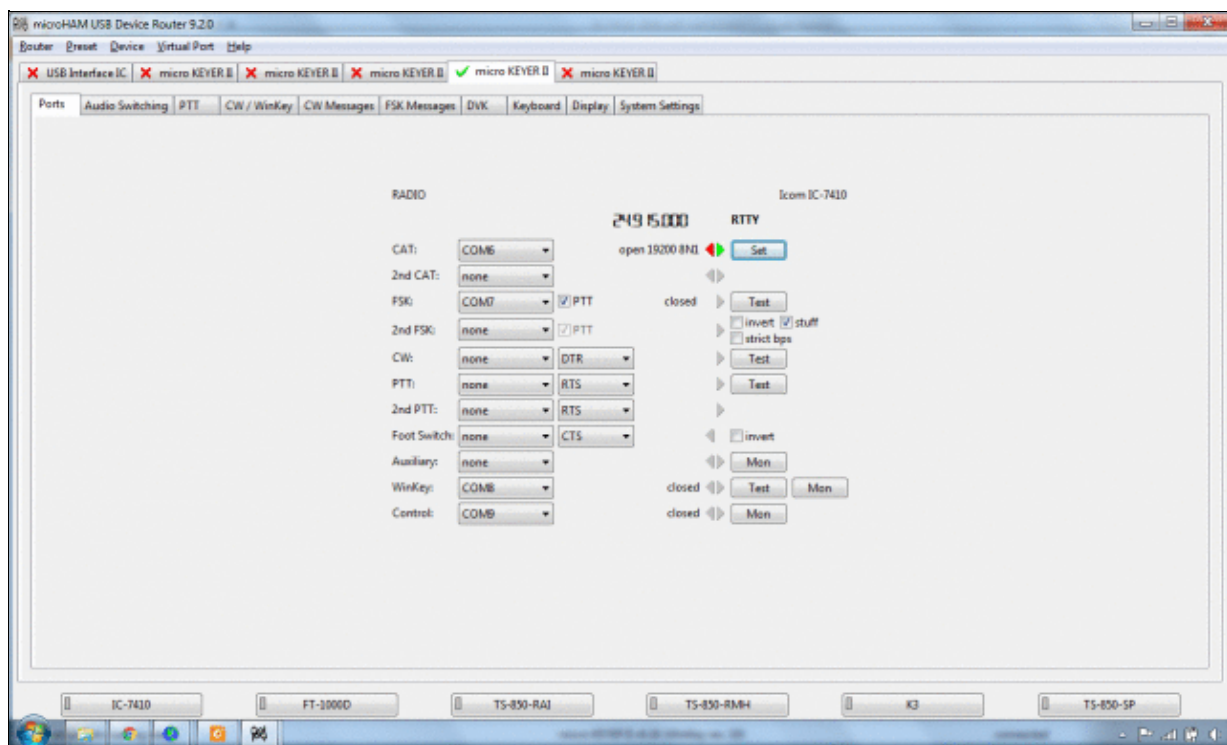 microHAM USB Device Router 9.2.0
Router Preset Device Virtual Port Help
USB Interface IC micro KEYER II micro KEYER II micro KEYER II micro KEYER II micro KEYER II
Ports Audio Switching PTT CW / WinKey CW Messages FSK Messages DVK Keyboard Display System Settings
RADIO Icom IC-7410
24915.000 RTTY
CAT: COM6 open 19200 8N1 Set
2nd CAT: none
FSK: COM7 PTT closed Test
invert stuff
2nd FSK: none PTT
strict bps
CW: none DTR Test
PTT: none RTS Test
2nd PTT: none RTS
Foot Switch: none CTS invert
Auxiliary: none Mon
WinKey: COM8 closed Test Mon
Control: COM9 closed Mon
IC-7410 FT-1000D TS-850-RAI TS-850-RMH K3 TS-850-SP